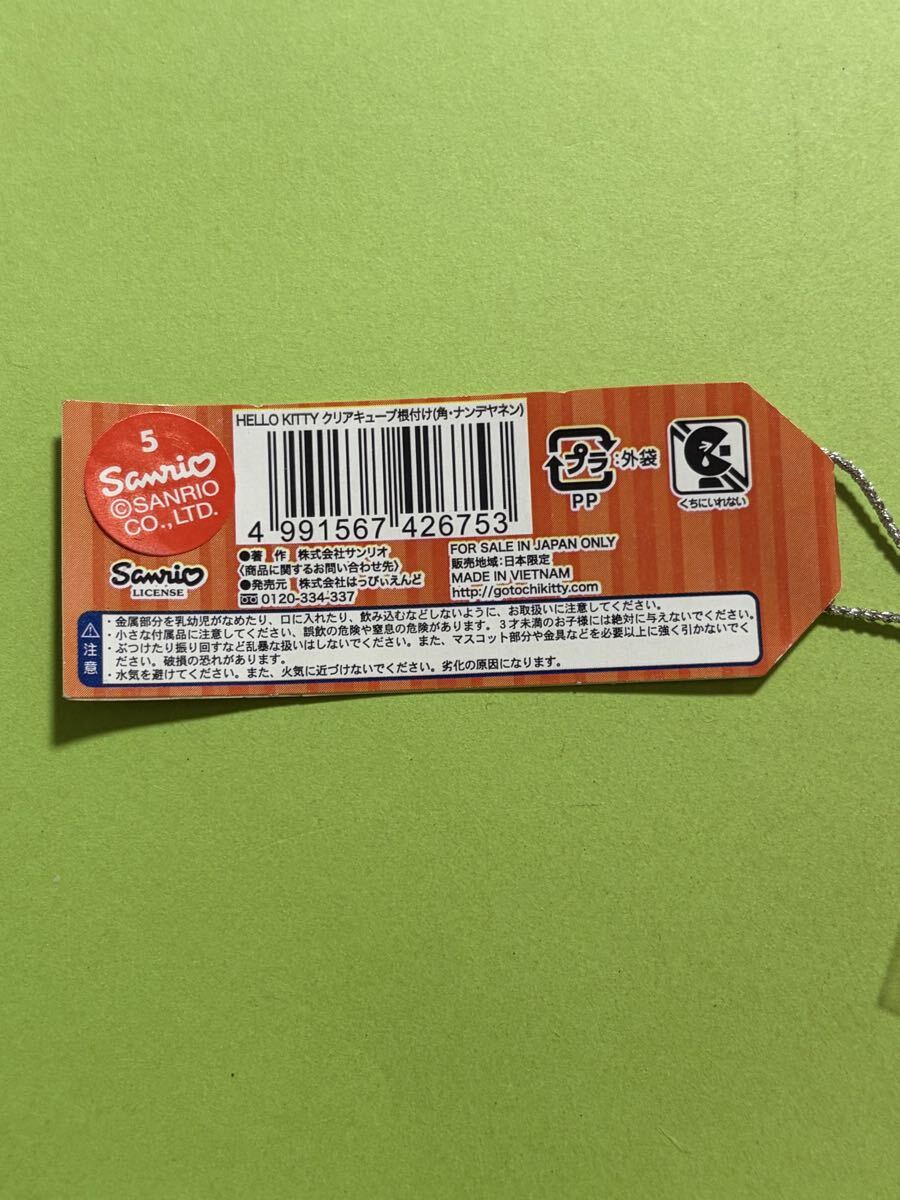 5
Sanrio
©SANRIO
CO.,LTD.
Sanrio
LICENSE
HELLO KITTY クリアキューブ根付け(角・ナンデヤネン)
4 991567 426753
プラ:外袋
PP
くちにいれない
●著 作 株式会社サンリオ
〈商品に関するお問い合わせ先〉
●発売元 株式会社はっぴぃえんど
0120-334-337
FOR SALE IN JAPAN ONLY
販売地域:日本限定
MADE IN VIETNAM
http://gotochikitty.com
注意
・金属部分を乳幼児がなめたり、口に入れたり、飲み込むなどしないように、お取扱いに注意してください。
・小さな付属品に注意してください、誤飲の危険や窒息の危険があります。3才未満のお子様には絶対に与えないでください。
・ぶつけたり振り回すなど乱暴な扱いはしないでください。また、マスコット部分や金具などを必要以上に強く引かないでく
ださい。破損の恐れがあります。
・水気を避けてください。また、火気に近づけないでください。劣化の原因になります。